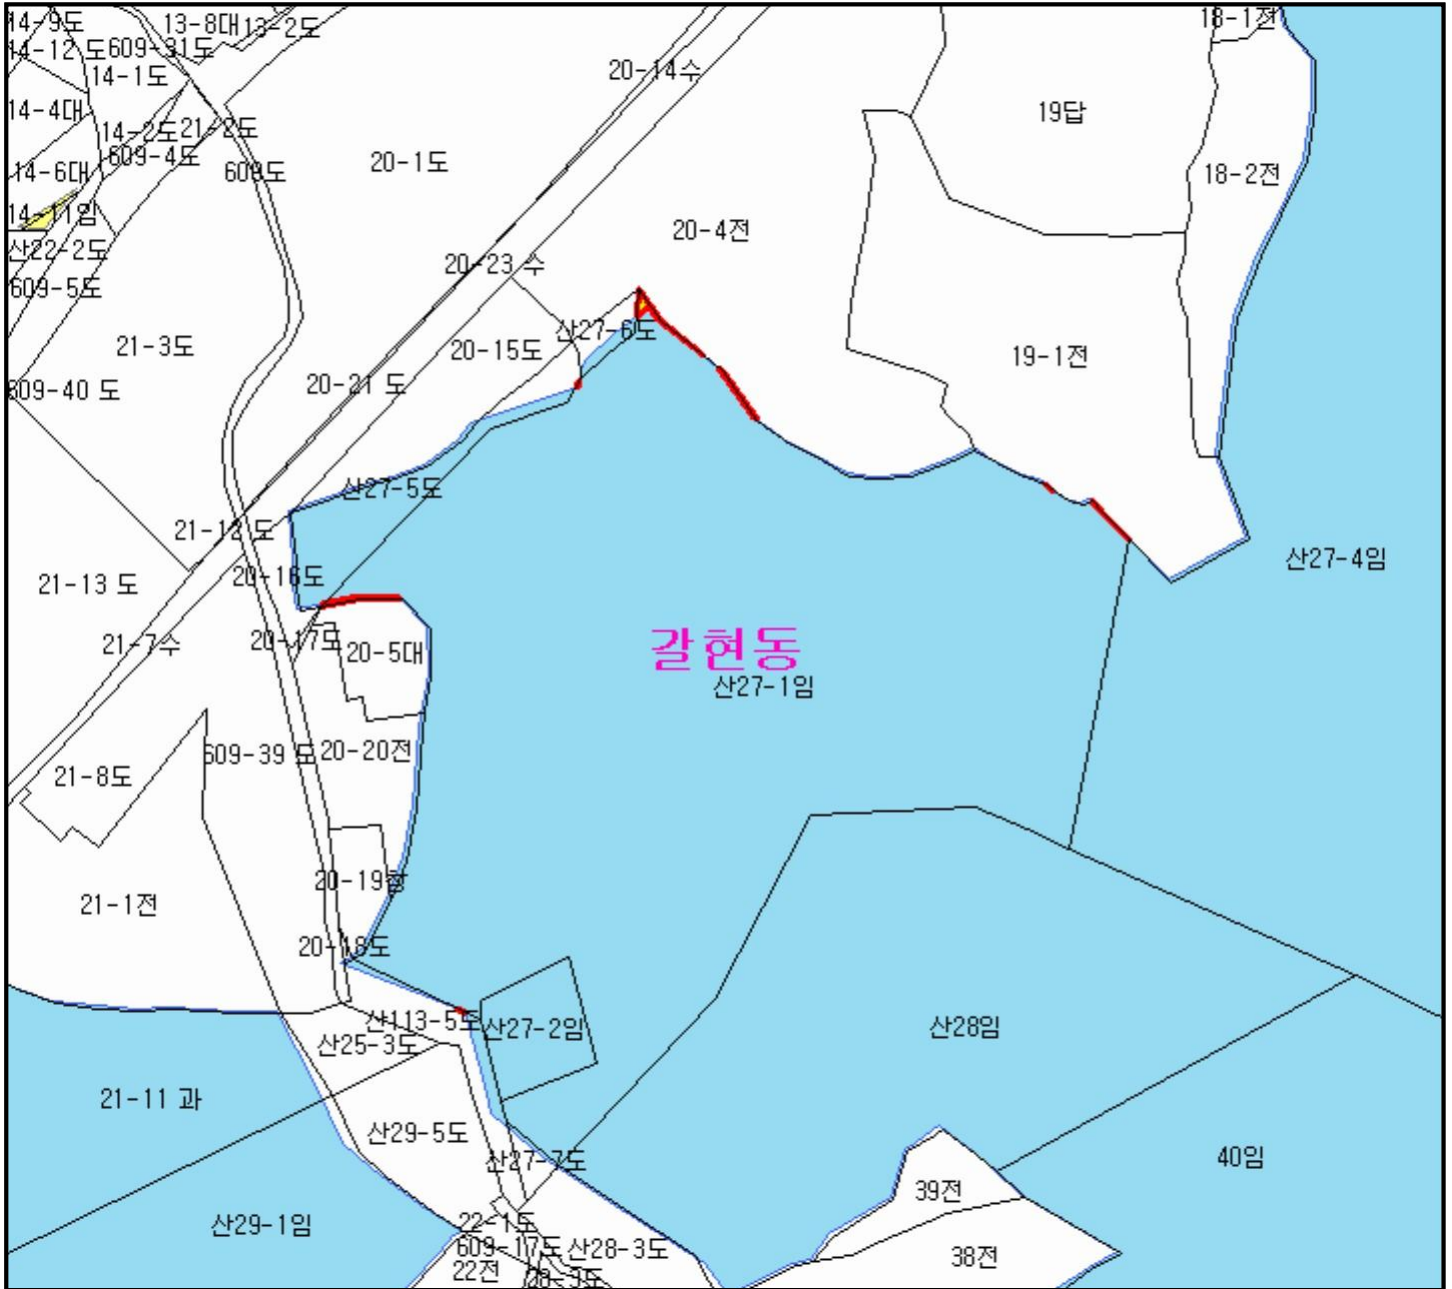 14-9도
13-8대
13-2도
18-1전
14-12 도
609-31도
14-1도
20-14수
14-4대
19답
14-2도
21-2도
609-4도
20-1도
14-6대
609도
18-2전
14-11임
20-4전
산22-2도
20-23 수
609-5도
산27-6도
21-3도
20-15도
19-1전
609-40 도
20-21 도
산27-5도
21-12 도
산27-4임
20-16도
21-13 도
21-7수
20-17도
20-5대
갈현동
산27-1임
609-39 도
20-20전
21-8도
20-19창
21-1전
20-18도
산113-5도
산27-2임
산28임
산25-3도
21-11 과
산29-5도
산27-7도
40임
39전
산29-1임
22-1도
609-17도
산28-3도
38전
22전
28-3도